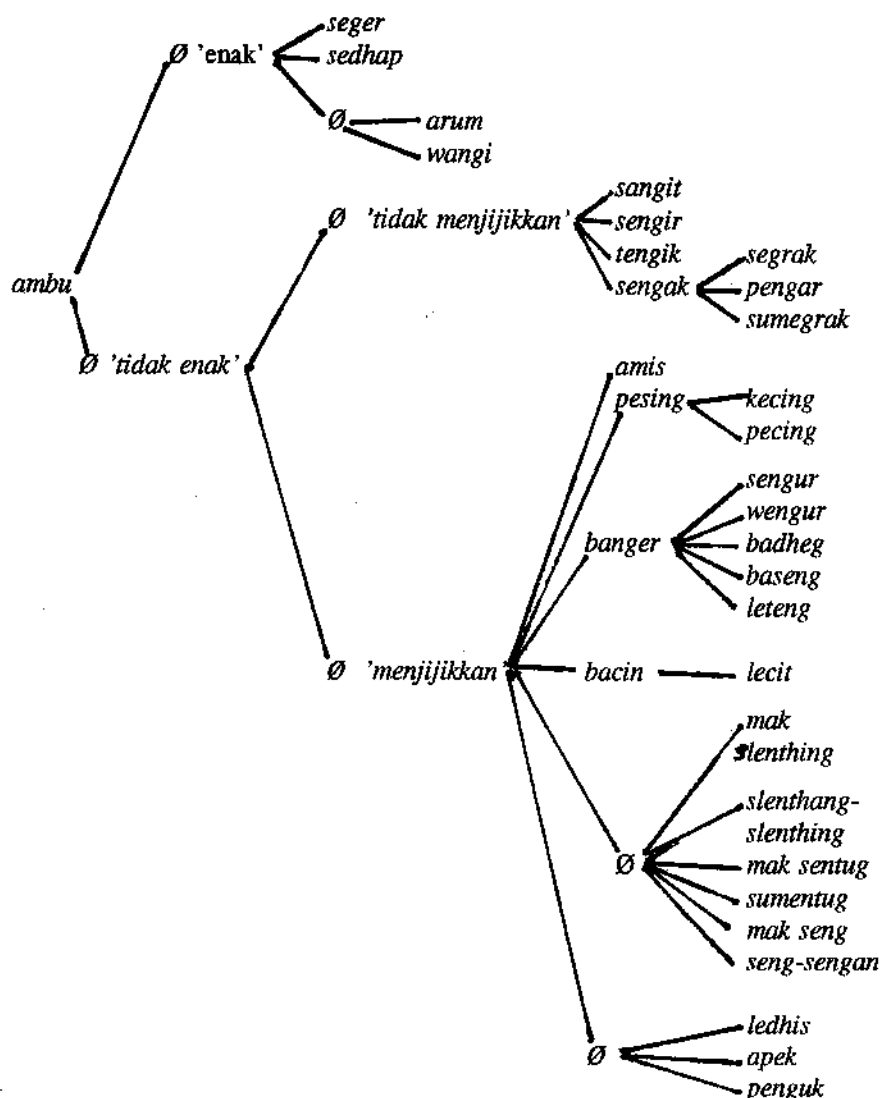 seger
Ø 'enak'
sedhap
Ø
arum
wangi
sangit
Ø 'tidak menjijikkan'
sengir
tengik
segrak
sengak
pengar
sumegrak
ambu
Ø 'tidak enak'
amis
pesing
kecing
pecing
sengur
wengur
banger
badheg
baseng
leteng
Ø 'menjijikkan'
bacin
lecit
mak
slenthing
slenthang-
slenthing
Ø
mak sentug
sumentug
mak seng
seng-sengan
ledhis
Ø
apek
penguk